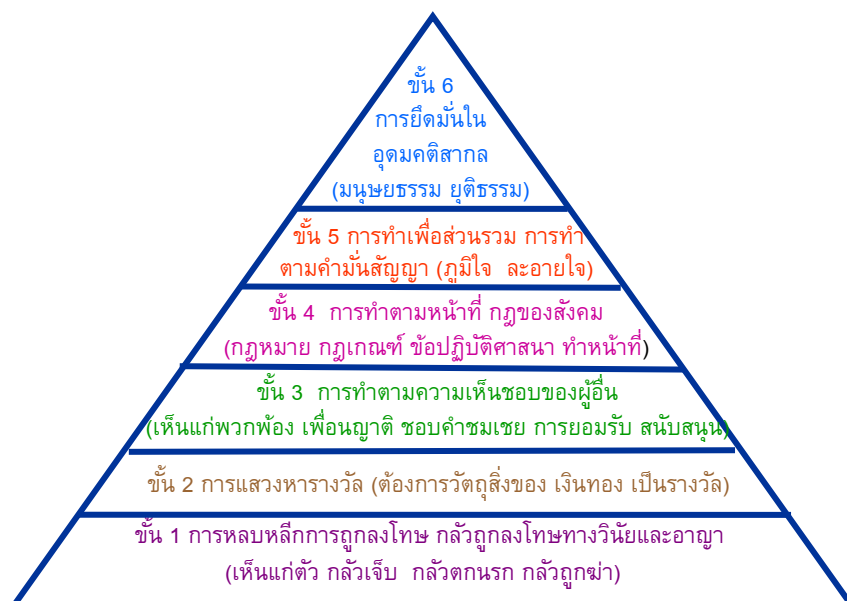 ขั้น 6
การยึดมั่นใน
อุดมคติสากล
(มนุษยธรรม ยุติธรรม)
ขั้น 5 การทำเพื่อส่วนรวม การทำ
ตามคำมั่นสัญญา (ภูมิใจ ละอายใจ)
ขั้น 4 การทำตามหน้าที่ กฎของสังคม
(กฎหมาย กฎเกณฑ์ ข้อปฏิบัติศาสนา ทำหน้าที่)
ขั้น 3 การทำตามความเห็นชอบของผู้อื่น
(เห็นแก่พวกพ้อง เพื่อนญาติ ชอบคำชมเชย การยอมรับ สนับสนุน)
ขั้น 2 การแสวงหารางวัล (ต้องการวัตถุสิ่งของ เงินทอง เป็นรางวัล)
ขั้น 1 การหลบหลีกการถูกลงโทษ กลัวถูกลงโทษทางวินัยและอาญา
(เห็นแก่ตัว กลัวเจ็บ กลัวตกนรก กลัวถูกฆ่า)